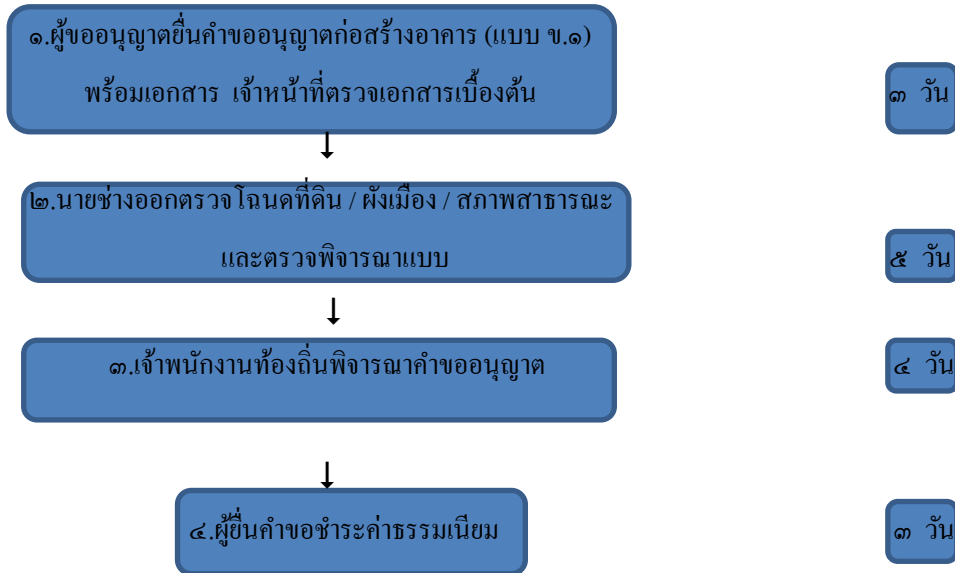 ๑.ผู้ขออนุญาตยื่นคำขออนุญาตก่อสร้างอาคาร (แบบ ข.๑)
พร้อมเอกสาร เจ้าหน้าที่ตรวจเอกสารเบื้องต้น
๓ วัน
๒.นายช่างออกตรวจโฉนดที่ดิน / ผังเมือง / สภาพสาธารณะ
และตรวจพิจารณาแบบ
๕ วัน
๓.เจ้าพนักงานท้องถิ่นพิจารณาคำขออนุญาต
๔ วัน
๔.ผู้ยื่นคำขอชำระค่าธรรมเนียม
๓ วัน